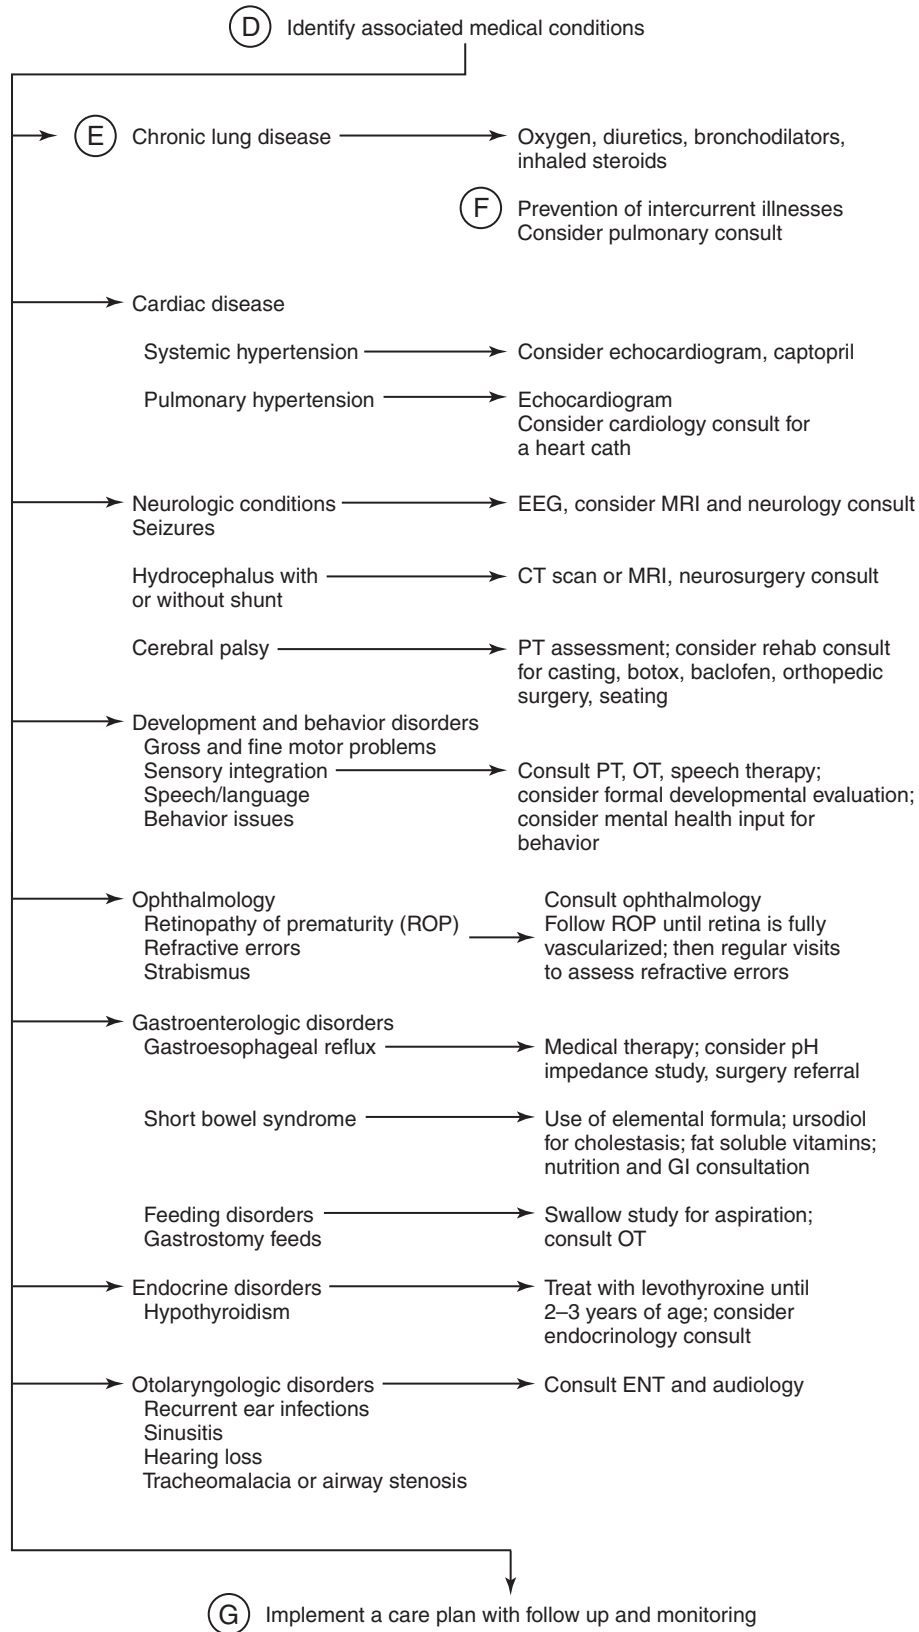 D Identify associated medical conditions
E Chronic lung disease
Oxygen, diuretics, bronchodilators,
inhaled steroids
F Prevention of intercurrent illnesses
Consider pulmonary consult
Cardiac disease
Systemic hypertension
Consider echocardiogram, captopril
Pulmonary hypertension
Echocardiogram
Consider cardiology consult for
a heart cath
Neurologic conditions
Seizures
EEG, consider MRI and neurology consult
Hydrocephalus with
or without shunt
CT scan or MRI, neurosurgery consult
Cerebral palsy
PT assessment; consider rehab consult
for casting, botox, baclofen, orthopedic
surgery, seating
Development and behavior disorders
Gross and fine motor problems
Sensory integration
Speech/language
Behavior issues
Consult PT, OT, speech therapy;
consider formal developmental evaluation;
consider mental health input for
behavior
Ophthalmology
Retinopathy of prematurity (ROP)
Refractive errors
Strabismus
Consult ophthalmology
Follow ROP until retina is fully
vascularized; then regular visits
to assess refractive errors
Gastroenterologic disorders
Gastroesophageal reflux
Medical therapy; consider pH
impedance study, surgery referral
Short bowel syndrome
Use of elemental formula; ursodiol
for cholestasis; fat soluble vitamins;
nutrition and GI consultation
Feeding disorders
Gastrostomy feeds
Swallow study for aspiration;
consult OT
Endocrine disorders
Hypothyroidism
Treat with levothyroxine until
2–3 years of age; consider
endocrinology consult
Otolaryngologic disorders
Recurrent ear infections
Sinusitis
Hearing loss
Tracheomalacia or airway stenosis
Consult ENT and audiology
G Implement a care plan with follow up and monitoring